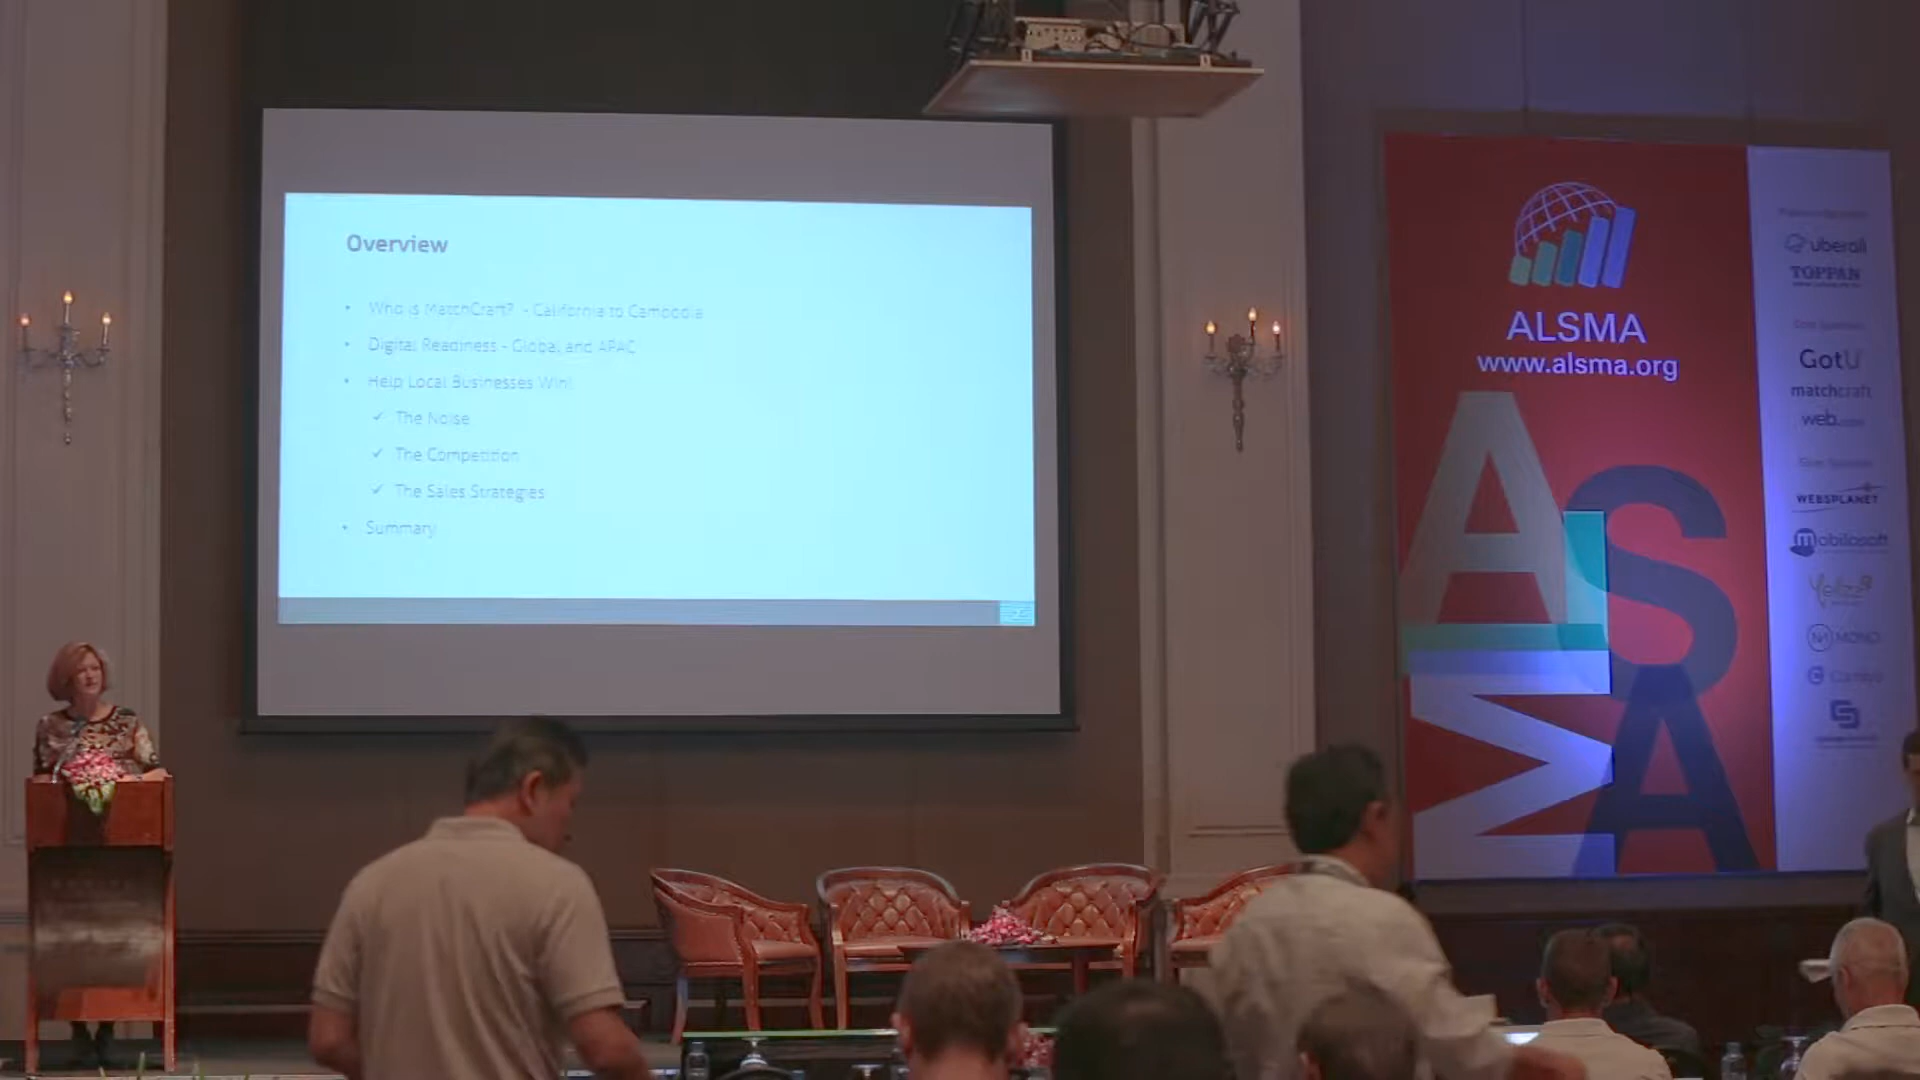 Overview
• Who is MatchCraft? - California to Cambodia
• Digital Readiness - Global and APAC
• Help Local Businesses Win!
✓ The Noise
✓ The Competition
✓ The Sales Strategies
• Summary
ALSMA
www.alsma.org
A
L
S
M
A
uberall
TOPPAN
GotU
matchcraft
web.com
WEBSPLANET
mobilosoft
Yellzz
MONO